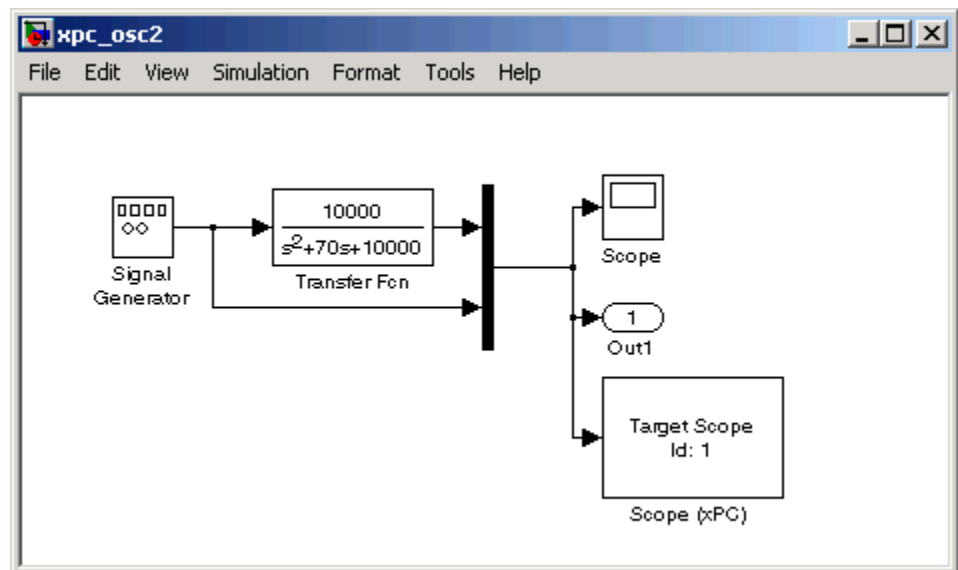 xpc_osc2
File Edit View Simulation Format Tools Help
10000
s²+70s+10000
Transfer Fcn
Signal
Generator
Scope
1
Out1
Target Scope
Id: 1
Scope (xPC)